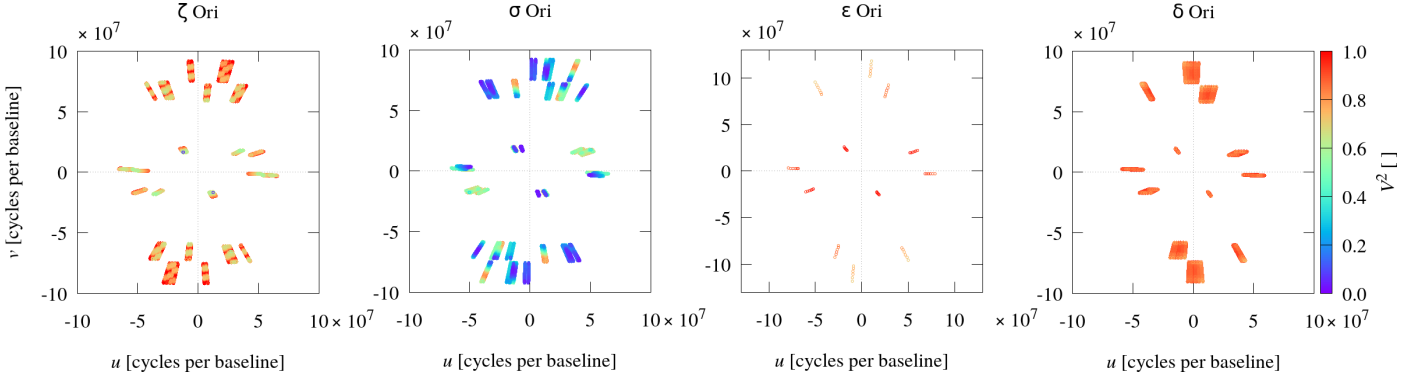 ζ Ori
σ Ori
ε Ori
δ Ori
× 10^7
× 10^7
× 10^7
× 10^7
10
5
0
-5
-10
10
5
0
-5
-10
10
5
0
-5
-10
10
5
0
-5
-10
1.0
0.8
0.6
0.4
0.2
0.0
v [cycles per baseline]
V^2 [ ]
-10 -5 0 5 10 × 10^7
-10 -5 0 5 10 × 10^7
-10 -5 0 5 10 × 10^7
-10 -5 0 5 10 × 10^7
u [cycles per baseline]
u [cycles per baseline]
u [cycles per baseline]
u [cycles per baseline]